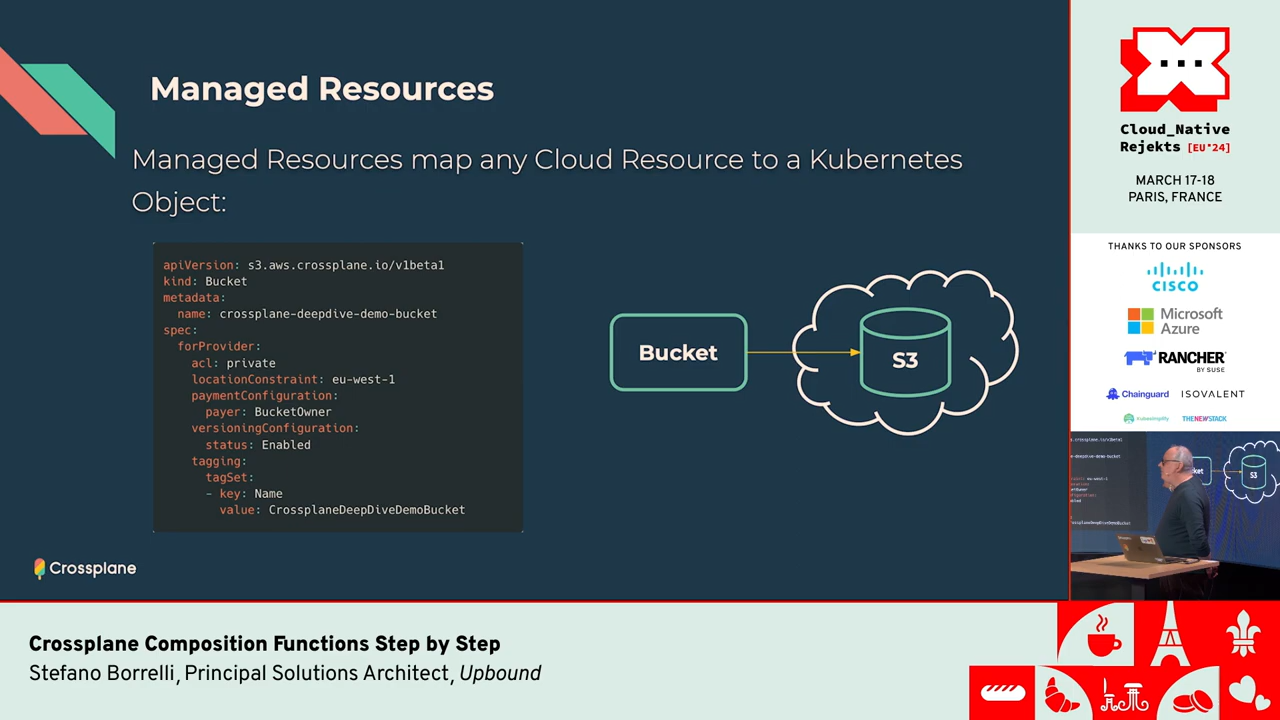 Managed Resources
Managed Resources map any Cloud Resource to a Kubernetes
Object:
apiVersion: s3.aws.crossplane.io/v1beta1
kind: Bucket
metadata:
  name: crossplane-deepdive-demo-bucket
spec:
  forProvider:
    acl: private
    locationConstraint: eu-west-1
    paymentConfiguration:
      payer: BucketOwner
    versioningConfiguration:
      status: Enabled
    tagging:
      tagSet:
      - key: Name
        value: CrossplaneDeepDiveDemoBucket
Bucket
S3
Crossplane
Cloud_Native
Rejekts [EU*24]
MARCH 17-18
PARIS, FRANCE
THANKS TO OUR SPONSORS
CISCO
Microsoft
Azure
RANCHER
BY SUSE
Chainguard ISOVALENT
THENEWSTACK
S3
Crossplane Composition Functions Step by Step
Stefano Borrelli, Principal Solutions Architect, Upbound